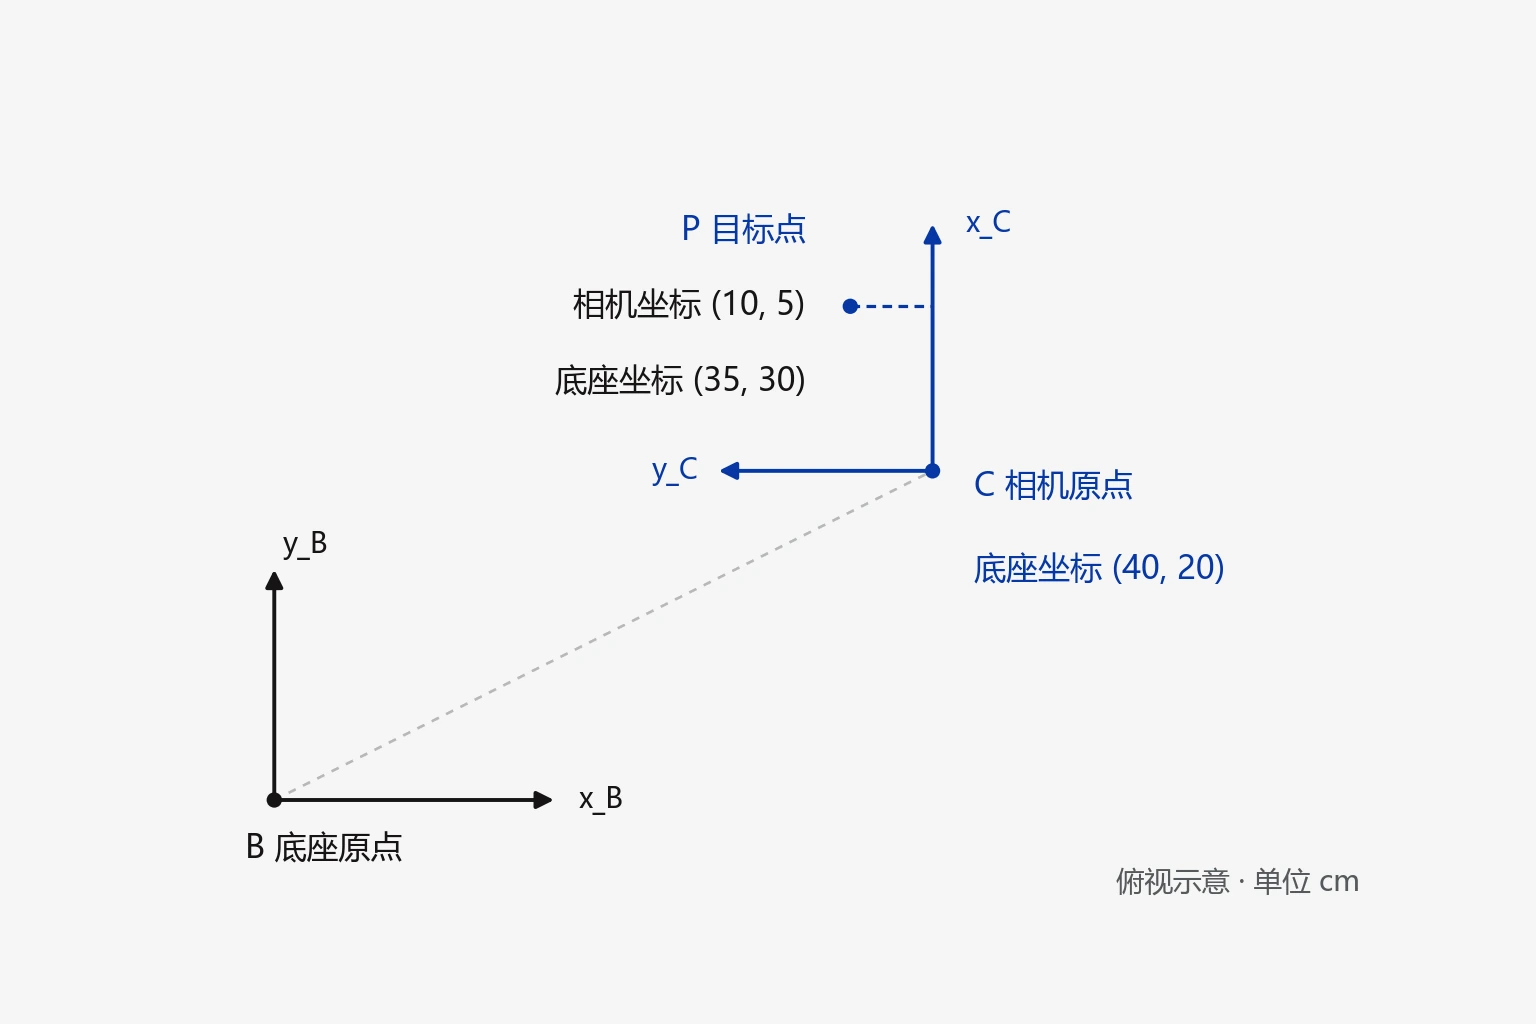 P 目标点
x_C
相机坐标 (10, 5)
底座坐标 (35, 30)
y_C
C 相机原点
y_B
底座坐标 (40, 20)
x_B
B 底座原点
俯视示意 · 单位 cm